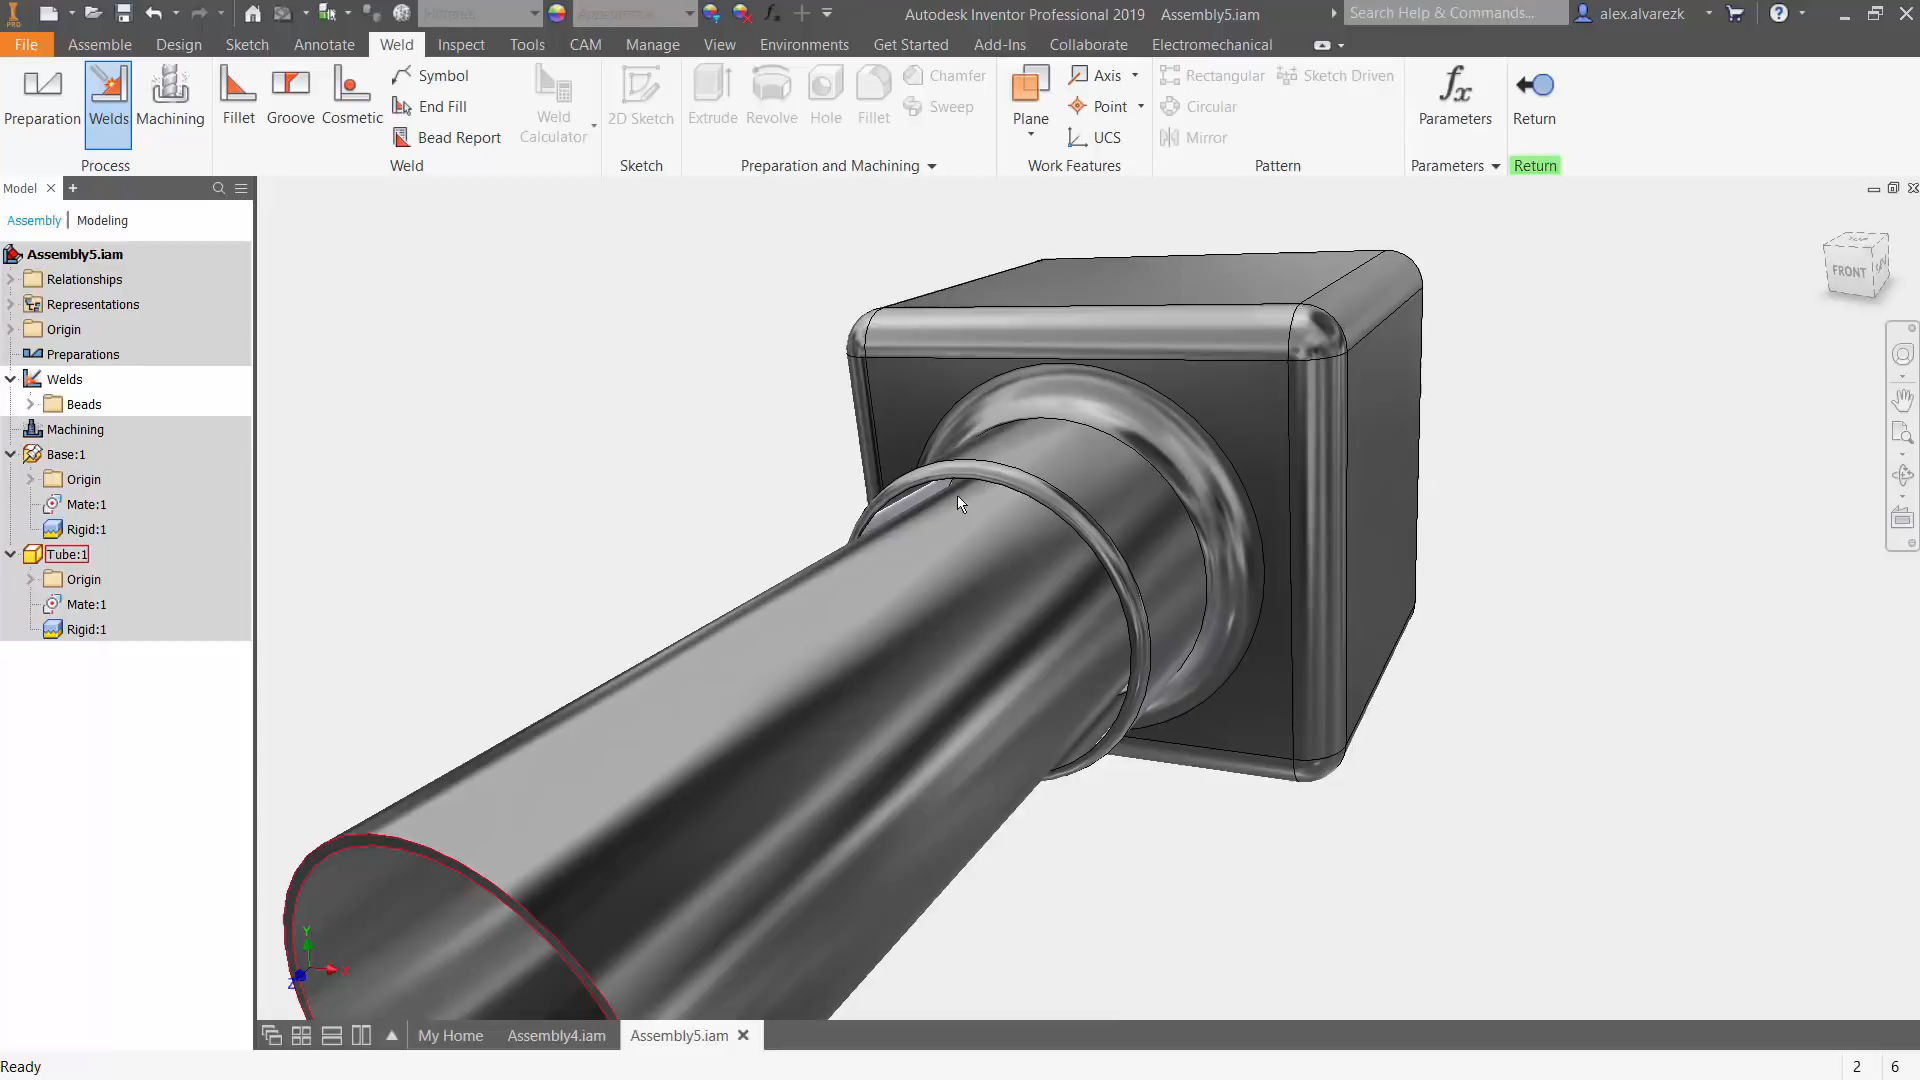 Autodesk Inventor Professional 2019 Assembly5.iam
Search Help & Commands...
alex.alvarezk
PRO
File Assemble Design Sketch Annotate Weld Inspect Tools CAM Manage View Environments Get Started Add-Ins Collaborate Electromechanical
Preparation
Welds
Machining
Process
Fillet
Groove
Cosmetic
Symbol
End Fill
Bead Report
Weld Calculator
Weld
2D Sketch
Sketch
Extrude
Revolve
Hole
Fillet
Chamfer
Sweep
Preparation and Machining
Plane
Axis
Point
UCS
Work Features
Rectangular
Sketch Driven
Circular
Mirror
Pattern
fx
Parameters
Parameters
Return
Return
Model
Assembly | Modeling
Assembly5.iam
Relationships
Representations
Origin
Preparations
Welds
Beads
Machining
Base:1
Origin
Mate:1
Rigid:1
Tube:1
Origin
Mate:1
Rigid:1
FRONT
Y
X
Z
My Home Assembly4.iam Assembly5.iam
Ready
2 6